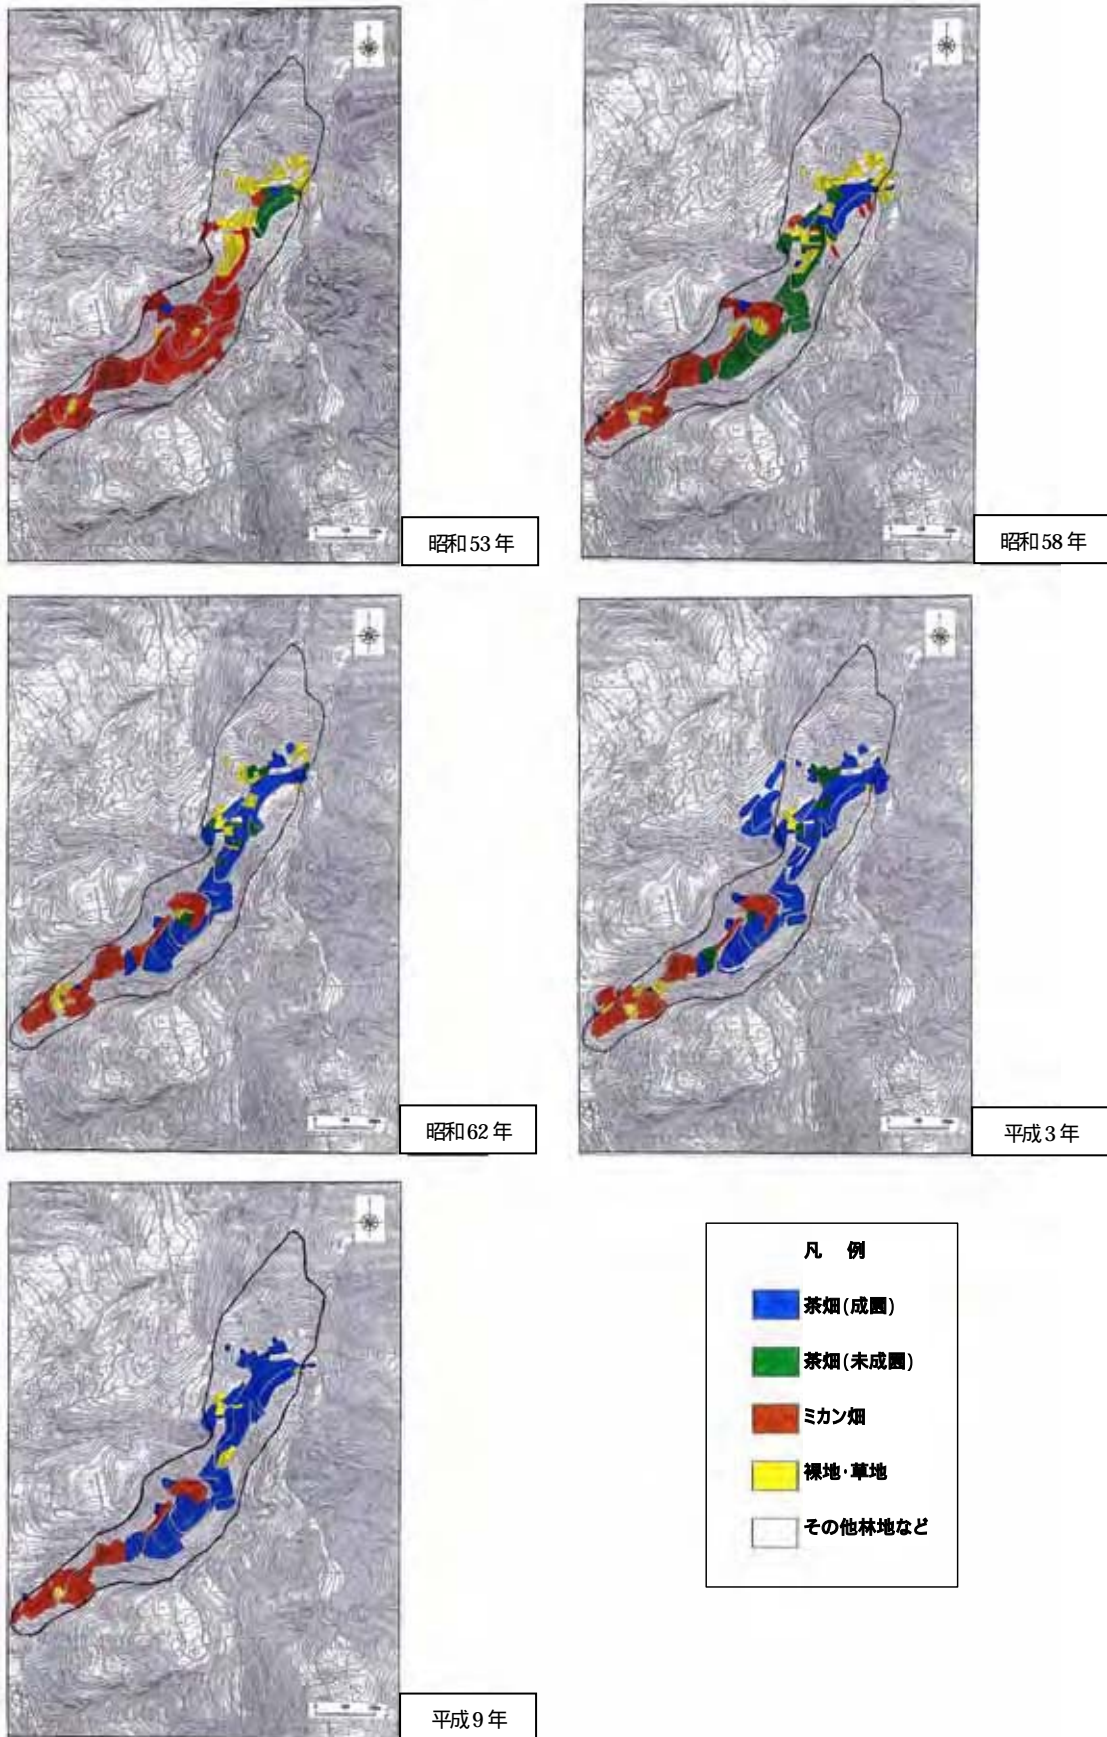 昭和53年
昭和58年
昭和62年
平成3年
平成9年
凡 例
茶畑(成園)
茶畑(未成園)
ミカン畑
裸地・草地
その他林地など